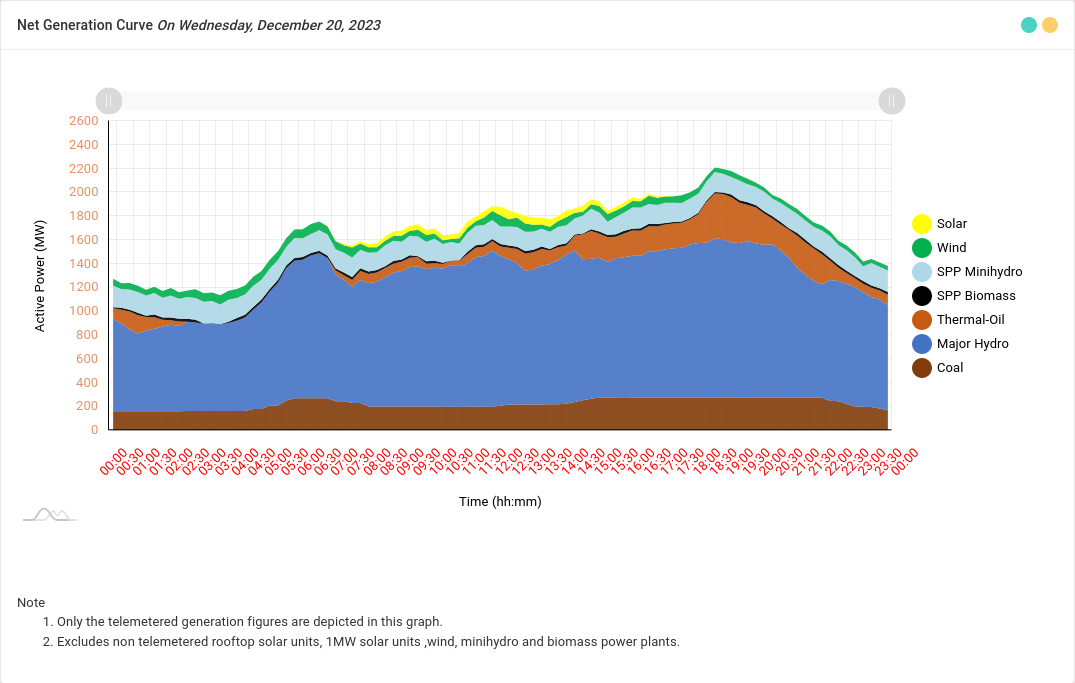 Net Generation Curve On Wednesday, December 20, 2023
2600
2400
2200
2000
1800
1600
1400
1200
1000
800
600
400
200
0
Active Power (MW)
Solar
Wind
SPP Minihydro
SPP Biomass
Thermal-Oil
Major Hydro
Coal
00:00 00:30 01:00 01:30 02:00 02:30 03:00 03:30 04:00 04:30 05:00 05:30 06:00 06:30 07:00 07:30 08:00 08:30 09:00 09:30 10:00 10:30 11:00 11:30 12:00 12:30 13:00 13:30 14:00 14:30 15:00 15:30 16:00 16:30 17:00 17:30 18:00 18:30 19:00 19:30 20:00 20:30 21:00 21:30 22:00 22:30 23:00 23:30 00:00
Time (hh:mm)
Note
1. Only the telemetered generation figures are depicted in this graph.
2. Excludes non telemetered rooftop solar units, 1MW solar units ,wind, minihydro and biomass power plants.